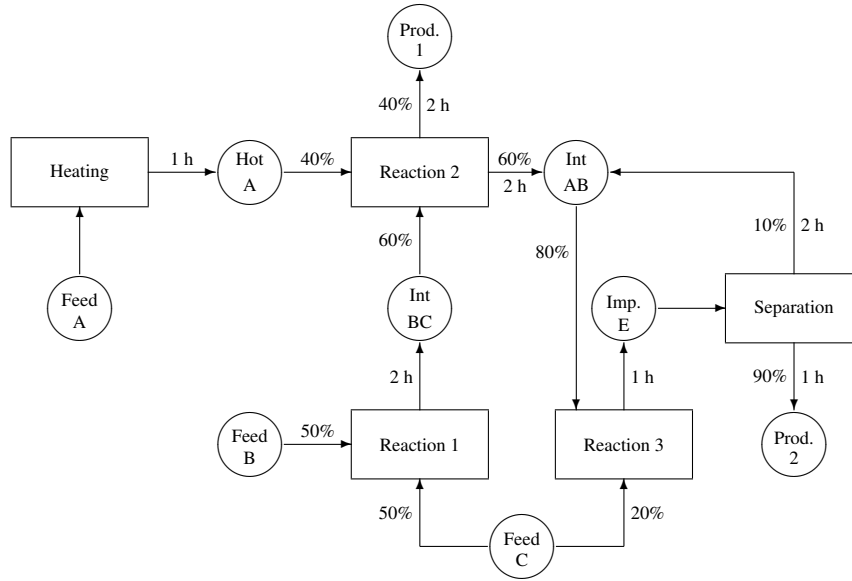 Prod.
1
40%
2 h
Heating
1 h
Hot
A
40%
Reaction 2
60%
2 h
Int
AB
60%
80%
10%
2 h
Feed
A
Int
BC
Imp.
E
Separation
2 h
1 h
90%
1 h
Feed
B
50%
Reaction 1
Reaction 3
Prod.
2
50%
Feed
C
20%